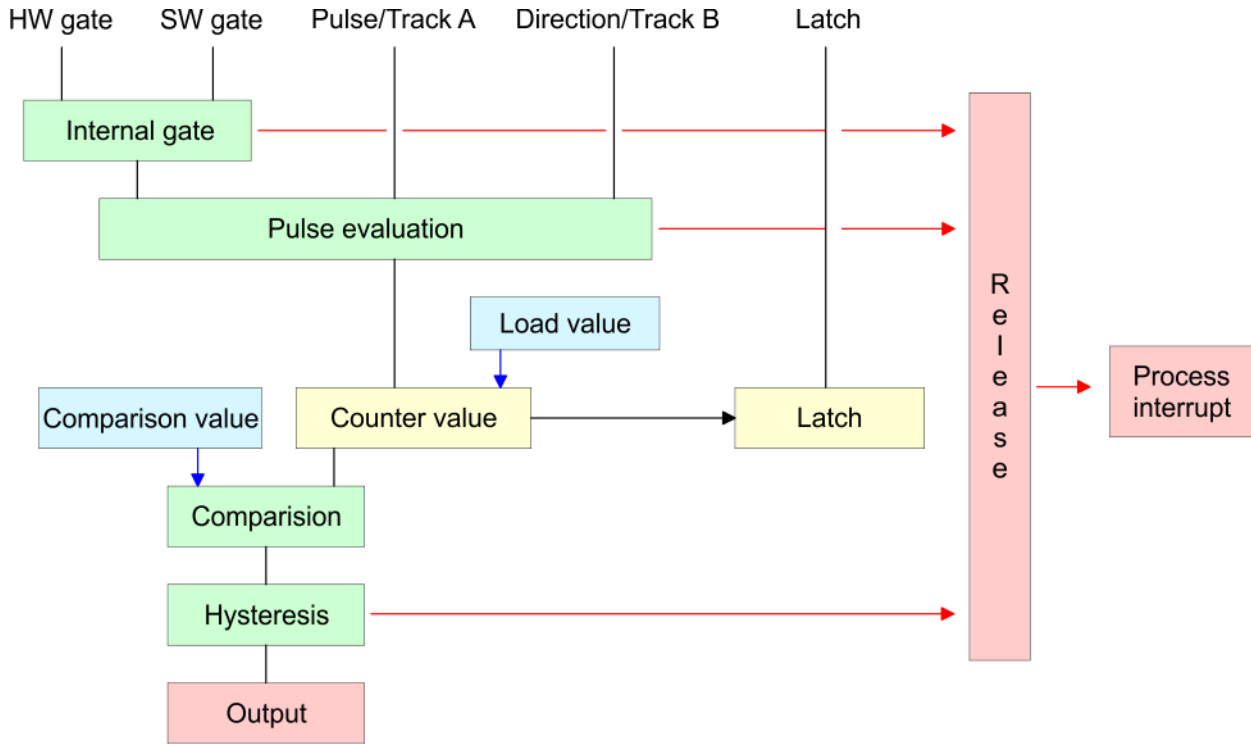 HW gate
SW gate
Pulse/Track A
Direction/Track B
Latch
Internal gate
Pulse evaluation
Load value
Comparison value
Counter value
Latch
Release
Process
interrupt
Comparision
Hysteresis
Output